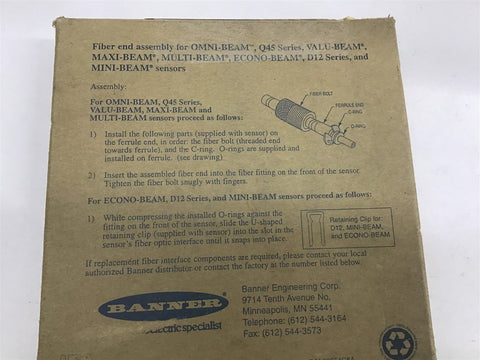 Fiber end assembly for OMNI-BEAM™, Q45 Series, VALU-BEAM®,
MAXI-BEAM®, MULTI-BEAM®, ECONO-BEAM®, D12 Series, and
MINI-BEAM® sensors
Assembly:
For OMNI-BEAM, Q45 Series,
VALU-BEAM, MAXI-BEAM and
MULTI-BEAM sensors proceed as follows:
FIBER BOLT
FERRULE END
C-RING
O-RING
1) Install the following parts (supplied with sensor) on
the ferrule end, in order: the fiber bolt (threaded end
towards ferrule), and the C-ring. O-rings are supplied and
installed on ferrule. (see drawing)
2) Insert the assembled fiber end into the fitting on the front of the sensor.
Tighten the fiber bolt snugly with fingers.
For ECONO-BEAM, D12 Series, and MINI-BEAM sensors proceed as follows:
1) While compressing the installed O-rings against the
fitting on the front of the sensor, slide the U-shaped
retaining clip (supplied with sensor) into the slot in the
sensor's fiber optic interface until it snaps into place.
Retaining Clip for:
D12, MINI-BEAM,
and ECONO-BEAM
If replacement fiber interface components are required, please contact your local
authorized Banner distributor or contact the factory at the number listed below.
BANNER
electric specialist
Banner Engineering Corp.
9714 Tenth Avenue No.
Minneapolis, MN 55441
Telephone: (612) 544-3164
Fax: (612) 544-3573